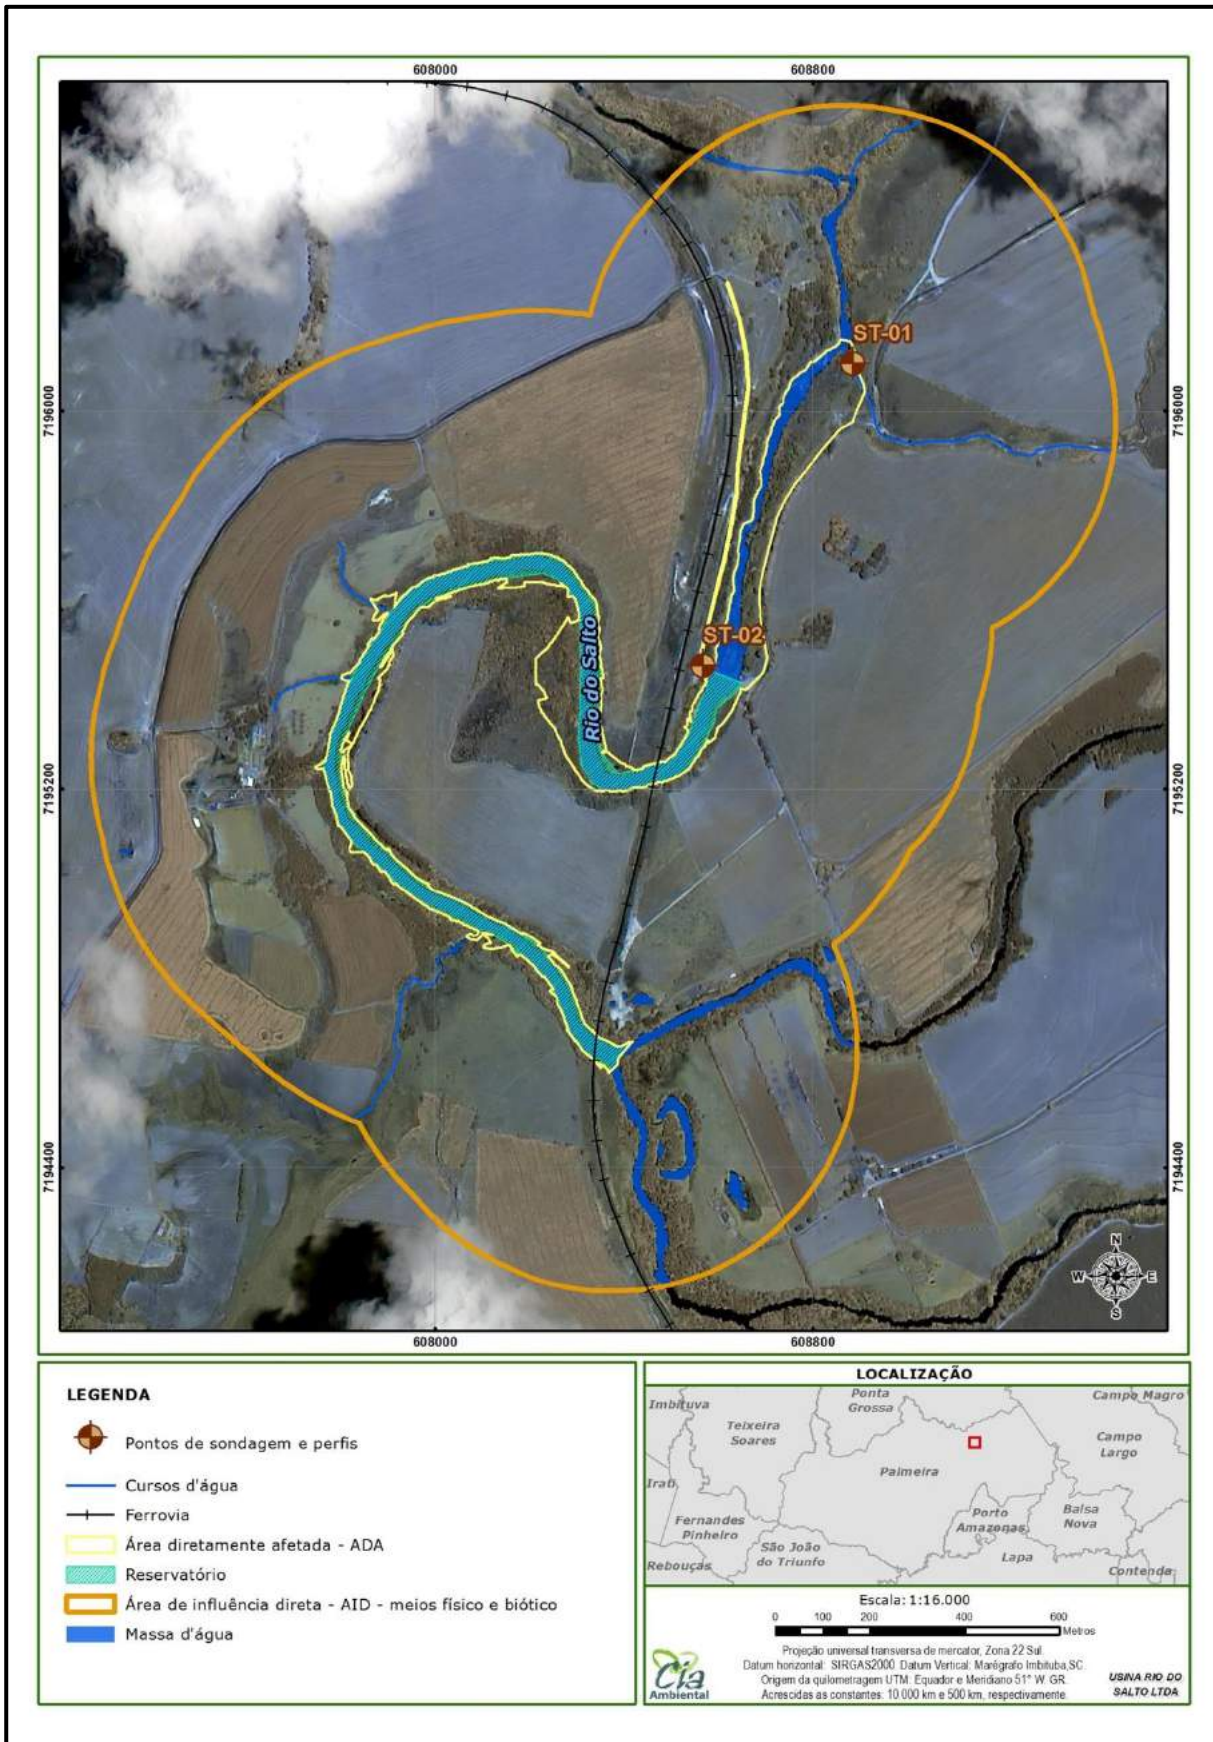 608000
608800
ST-01
7196000
7196000
ST-02
Rio do Salto
7195200
7195200
7194400
7194400
N
W
E
S
608000
608800
LEGENDA
Pontos de sondagem e perfis
Cursos d'água
Ferrovia
Área diretamente afetada - ADA
Reservatório
Área de influência direta - AID - meios físico e biótico
Massa d'água
LOCALIZAÇÃO
Imbituva
Ponta
Grossa
Campo Magro
Teixeira
Soares
Campo
Largo
Irati
Palmeira
Fernandes
Pinheiro
Porto
Amazonas
Balsa
Nova
São João
do Triunfo
Rebouças
Lapa
Contenda
Escala: 1:16.000
0 100 200 400 600
Metros
Projeção universal transversa de mercator, Zona 22 Sul.
Datum horizontal: SIRGAS2000 Datum Vertical: Marégrafo Imbituba,SC.
Origem da quilometragem UTM: Equador e Meridiano 51° W. GR.
Acrescidas as constantes: 10.000 km e 500 km, respectivamente.
Cia
Ambiental
USINA RIO DO
SALTO LTDA